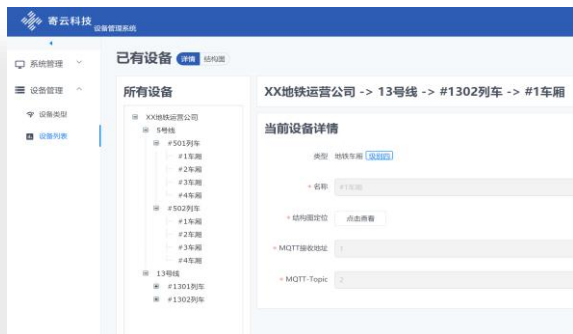 寄云科技 设备管理系统
系统管理
设备管理
设备类型
设备列表
已有设备 详情 结构图
所有设备
XX地铁运营公司
5号线
#501列车
#1车厢
#2车厢
#3车厢
#4车厢
#502列车
#1车厢
#2车厢
#3车厢
#4车厢
13号线
#1301列车
#1302列车
XX地铁运营公司 -> 13号线 -> #1302列车 -> #1车厢
当前设备详情
类型 地铁车厢
* 名称 #1车厢
* 结构图定位 点击查看
* MQTT接收地址 1
* MQTT-Topic 2